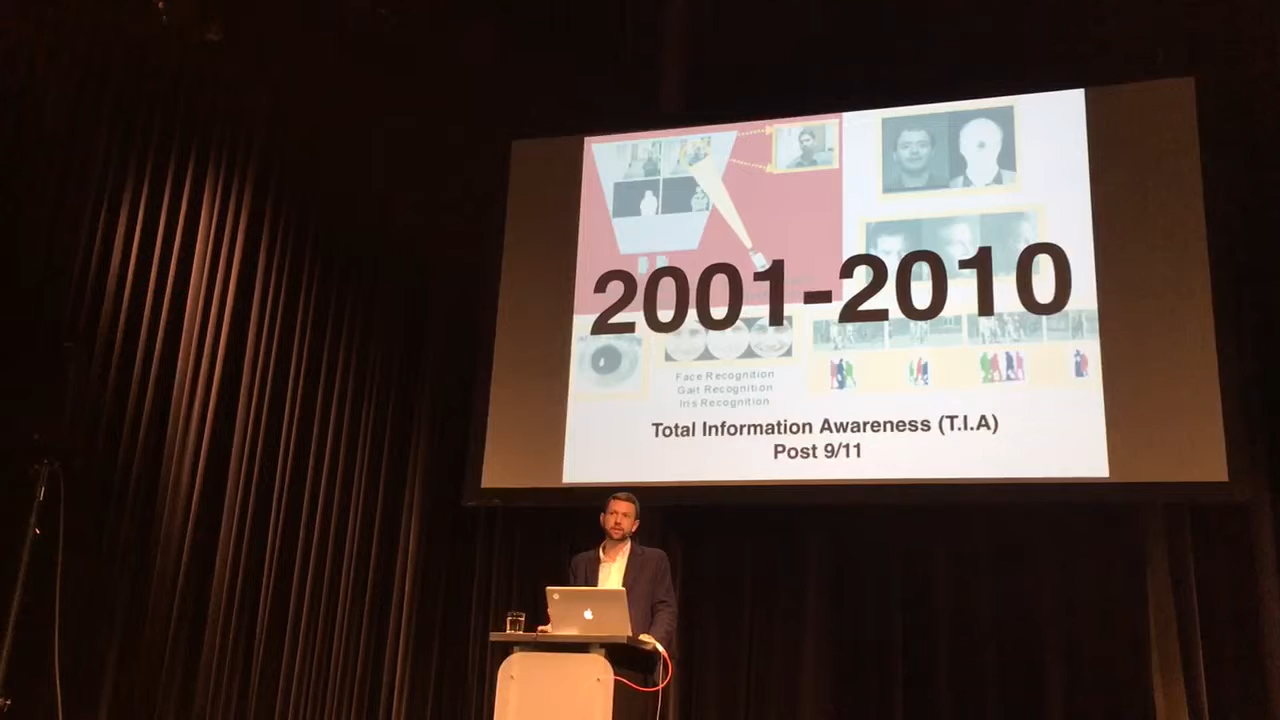 2001-2010
Face Recognition
Gait Recognition
Iris Recognition
Total Information Awareness (T.I.A)
Post 9/11